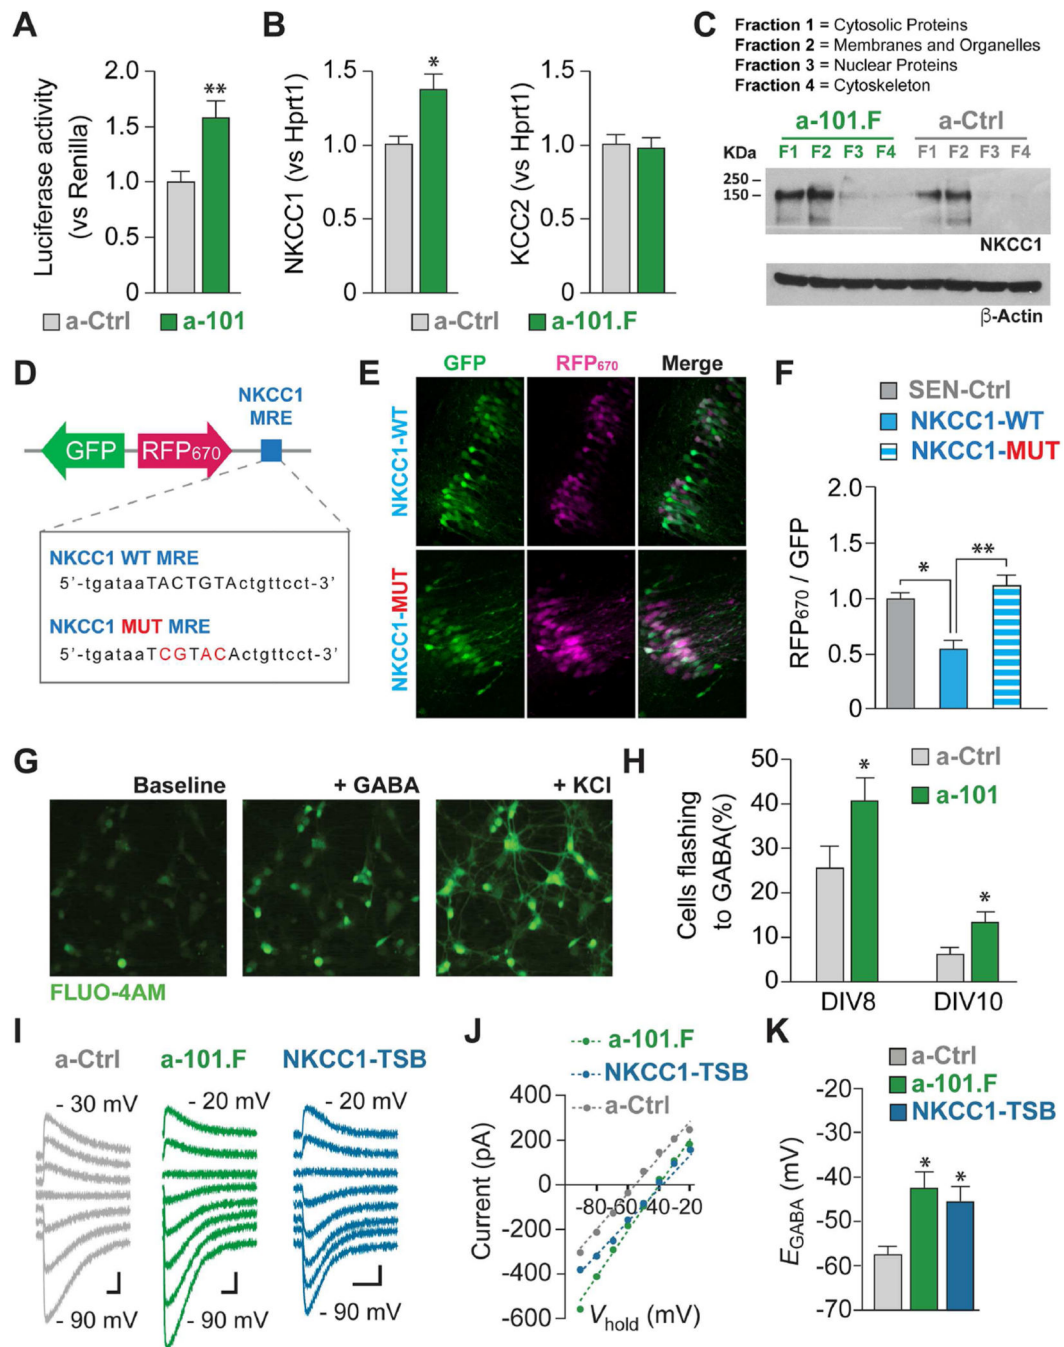 A
Luciferase activity
(vs Renilla)
2.0
1.5
1.0
0.5
0
**
a-Ctrl
a-101
B
NKCC1 (vs Hprt1)
1.5
1.0
0.5
0
*
KCC2 (vs Hprt1)
1.5
1.0
0.5
0
a-Ctrl
a-101.F
C
Fraction 1 = Cytosolic Proteins
Fraction 2 = Membranes and Organelles
Fraction 3 = Nuclear Proteins
Fraction 4 = Cytoskeleton
a-101.F a-Ctrl
KDa F1 F2 F3 F4 F1 F2 F3 F4
250
150
NKCC1
β-Actin
D
NKCC1
MRE
GFP
RFP670
NKCC1 WT MRE
5'-tgataaTACTGTActgttcct-3'
NKCC1 MUT MRE
5'-tgataaTCGTACActgttcct-3'
E
GFP RFP670 Merge
NKCC1-WT
NKCC1-MUT
F
SEN-Ctrl
NKCC1-WT
NKCC1-MUT
RFP670 / GFP
2.0
1.5
1.0
0.5
0
*
**
G
Baseline + GABA + KCl
FLUO-4AM
H
a-Ctrl
a-101
Cells flashing
to GABA(%)
50
40
30
20
10
0
*
*
DIV8 DIV10
I
a-Ctrl a-101.F NKCC1-TSB
- 30 mV - 20 mV - 20 mV
- 90 mV - 90 mV - 90 mV
J
a-101.F
NKCC1-TSB
a-Ctrl
Current (pA)
400
200
0
-200
-400
-600
-80 -60 -40 -20
Vhold (mV)
K
a-Ctrl
a-101.F
NKCC1-TSB
EGABA (mV)
-20
-30
-40
-50
-60
-70
*
*